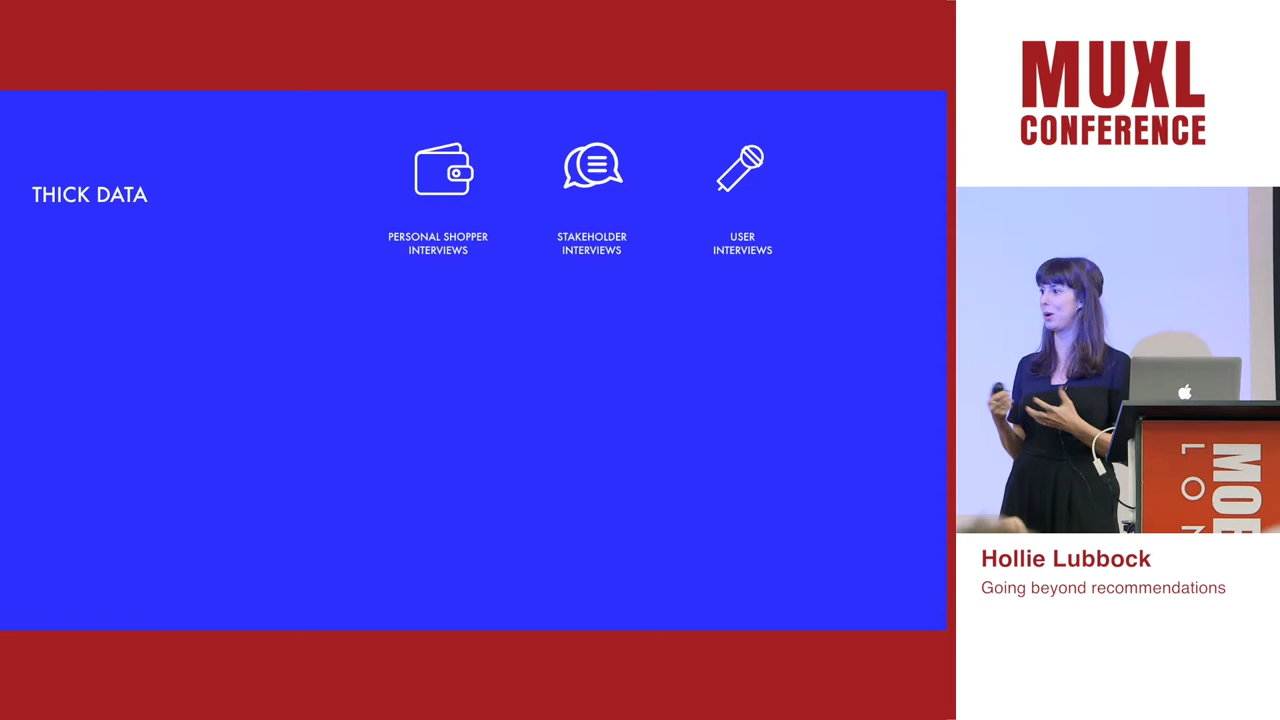 THICK DATA
PERSONAL SHOPPER
INTERVIEWS
STAKEHOLDER
INTERVIEWS
USER
INTERVIEWS
MUXL
CONFERENCE
Hollie Lubbock
Going beyond recommendations